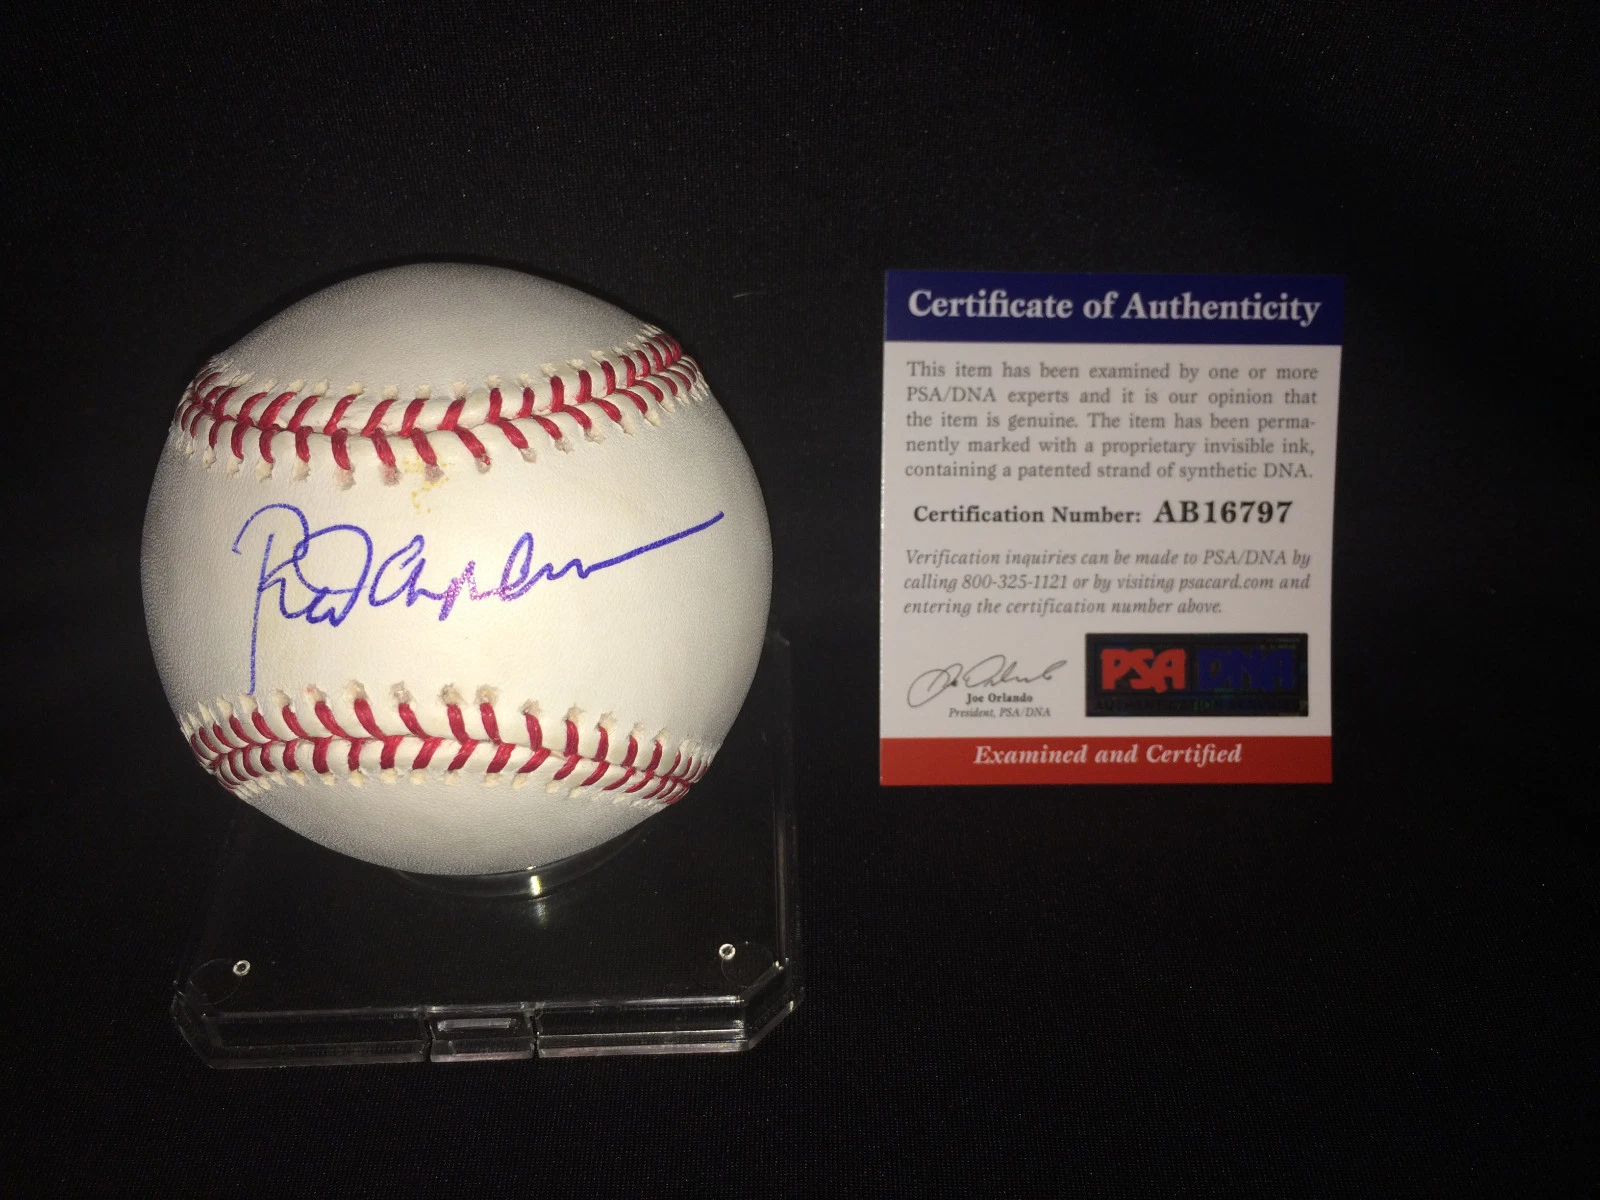 Certificate of Authenticity
This item has been examined by one or more
PSA/DNA experts and it is our opinion that
the item is genuine. The item has been perma-
nently marked with a proprietary invisible ink,
containing a patented strand of synthetic DNA.
Certification Number: AB16797
Verification inquiries can be made to PSA/DNA by
calling 800-325-1121 or by visiting psacard.com and
entering the certification number above.
Joe Orlando
President, PSA/DNA
PSA DNA
AUTHENTICATION SERVICES
Examined and Certified